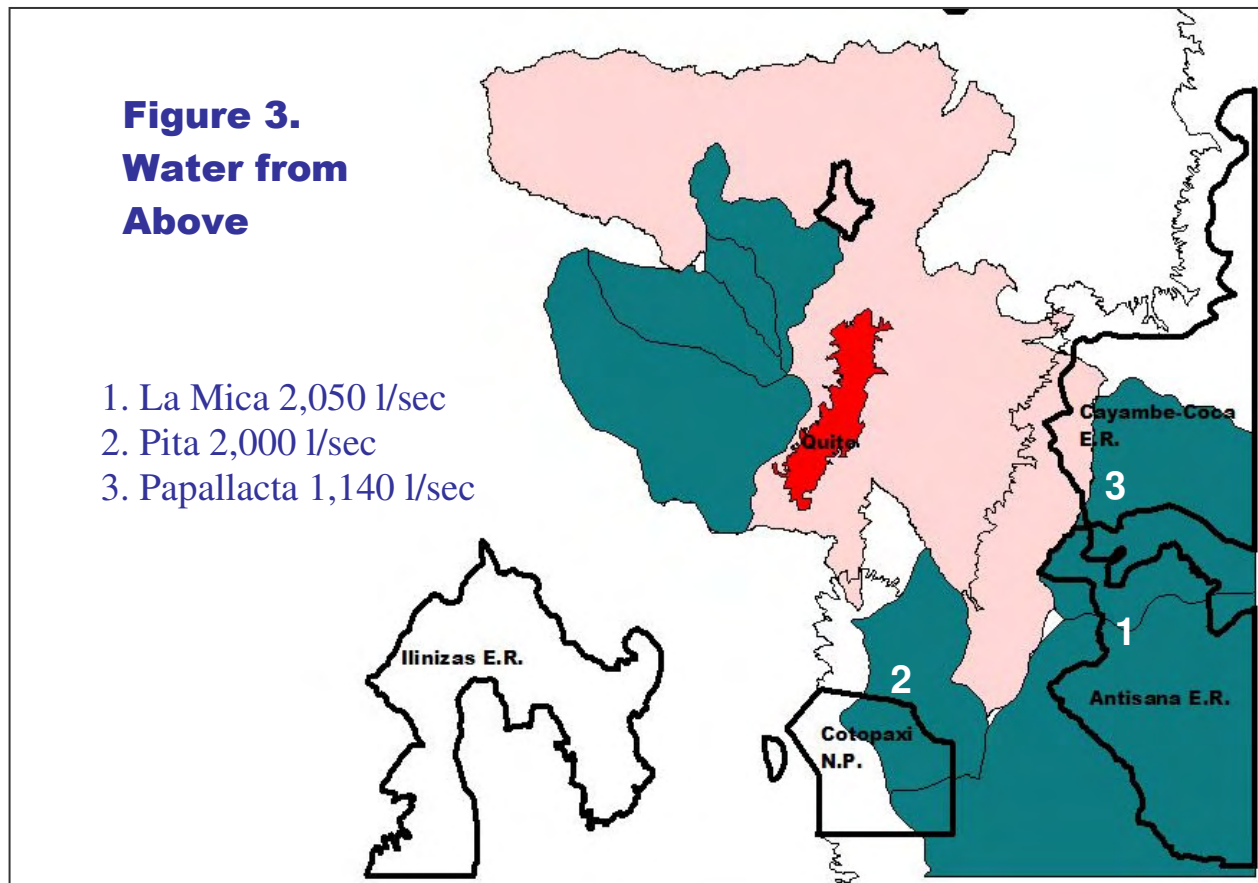 Figure 3.
Water from
Above
1. La Mica 2,050 l/sec
2. Pita 2,000 l/sec
3. Papallacta 1,140 l/sec
Quito
Cayambe-Coca
E.R.
3
1
Ilinizas E.R.
2
Antisana E.R.
Cotopaxi
N.P.